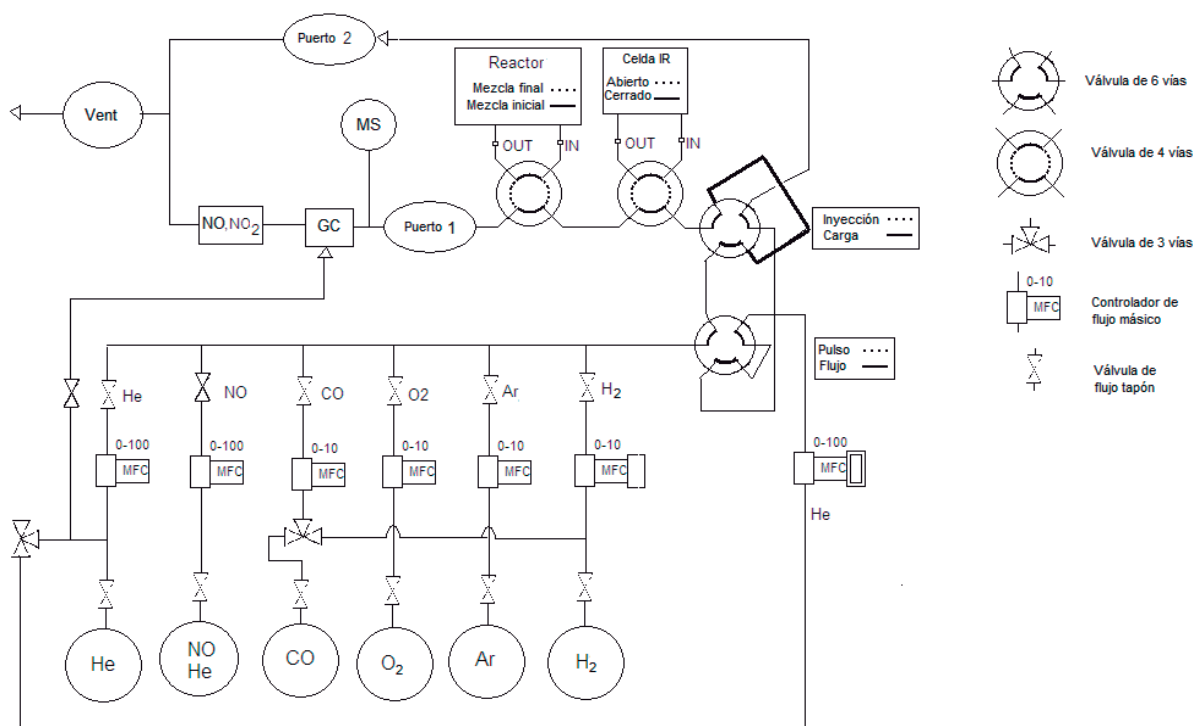 Puerto 2
Reactor
Mezcla final
Mezcla inicial
Celda IR
Abierto
Cerrado
Válvula de 6 vías
Vent
MS
OUT
IN
OUT
IN
Válvula de 4 vías
NO,NO2
GC
Puerto 1
Inyección
Carga
Válvula de 3 vías
0-10
MFC
Controlador de
flujo másico
Pulso
Flujo
Válvula de
flujo tapón
He
NO
CO
O2
Ar
H2
0-100
MFC
0-100
MFC
0-10
MFC
0-10
MFC
0-10
MFC
0-10
MFC
0-100
MFC
He
He
NO
He
CO
O2
Ar
H2